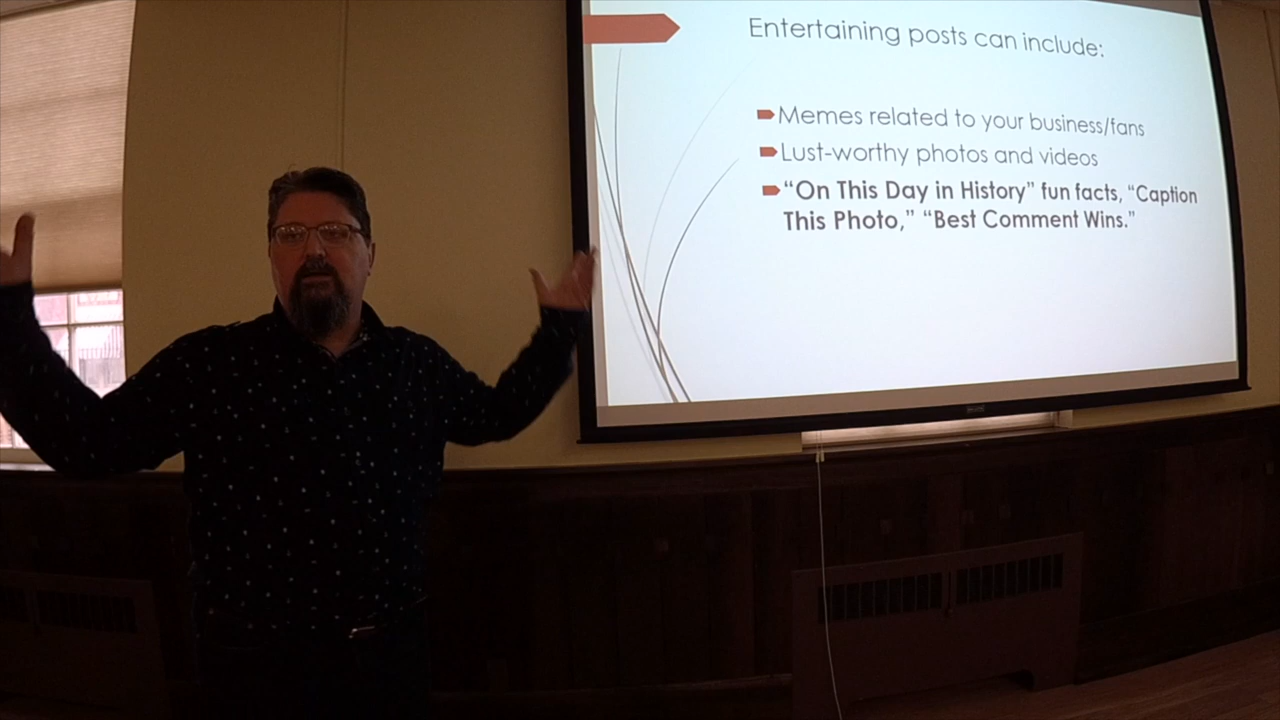 Entertaining posts can include:
Memes related to your business/fans
Lust-worthy photos and videos
“On This Day in History” fun facts, “Caption
This Photo,” “Best Comment Wins.”